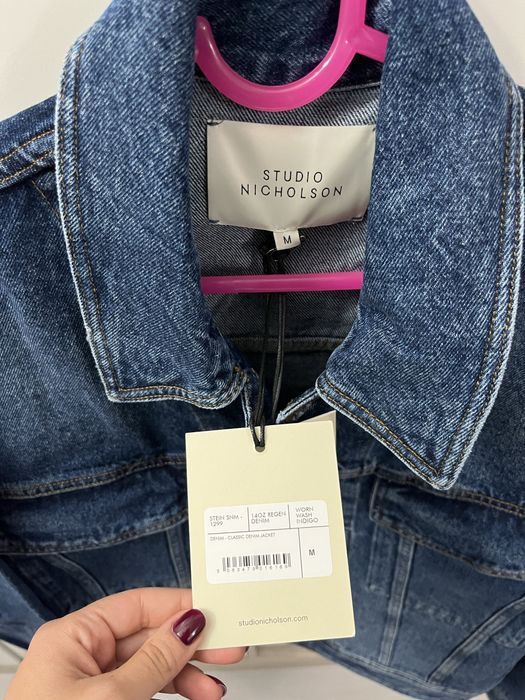 STUDIO
NICHOLSON
M
STEIN SNM -
1299
14OZ REGEN
DENIM
WORN
WASH
INDIGO
DENIM - CLASSIC DENIM JACKET
M
studionicholson.com